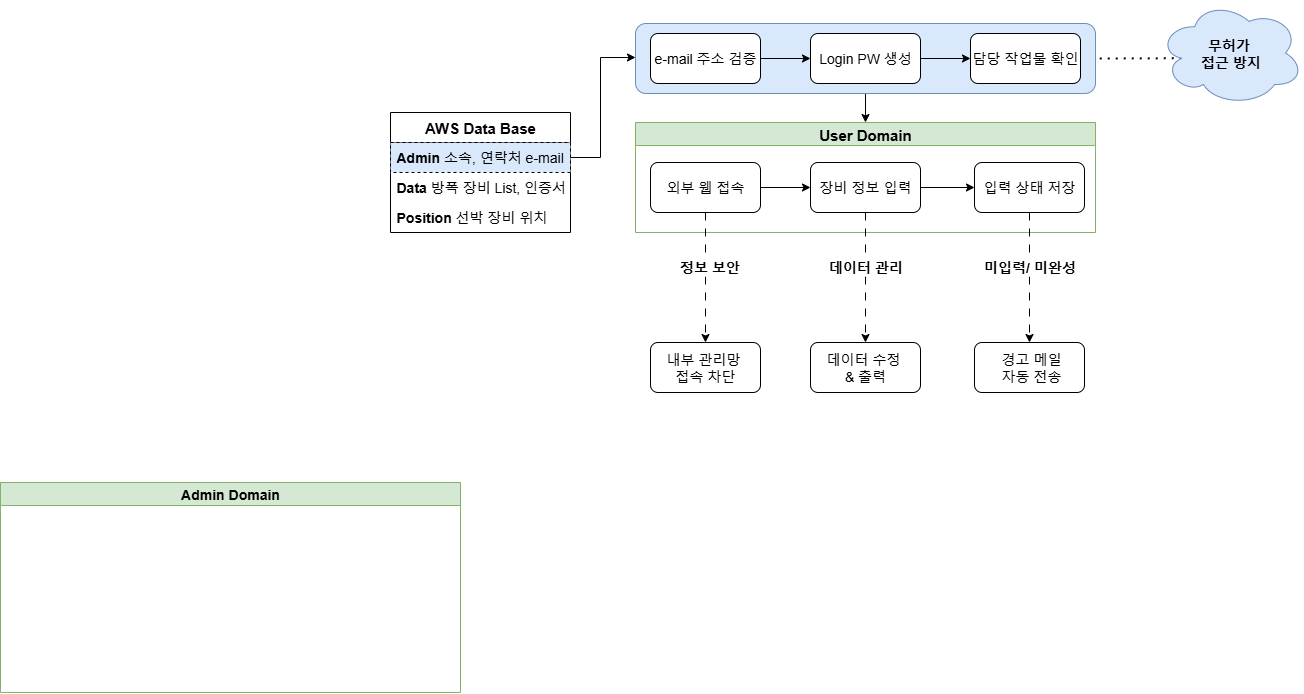 무허가
접근 방지
e-mail 주소 검증
Login PW 생성
담당 작업물 확인
AWS Data Base
Admin 소속, 연락처 e-mail
Data 방폭 장비 List, 인증서
Position 선박 장비 위치
User Domain
외부 웹 접속
장비 정보 입력
입력 상태 저장
정보 보안
데이터 관리
미입력/ 미완성
내부 관리망
접속 차단
데이터 수정
& 출력
경고 메일
자동 전송
Admin Domain